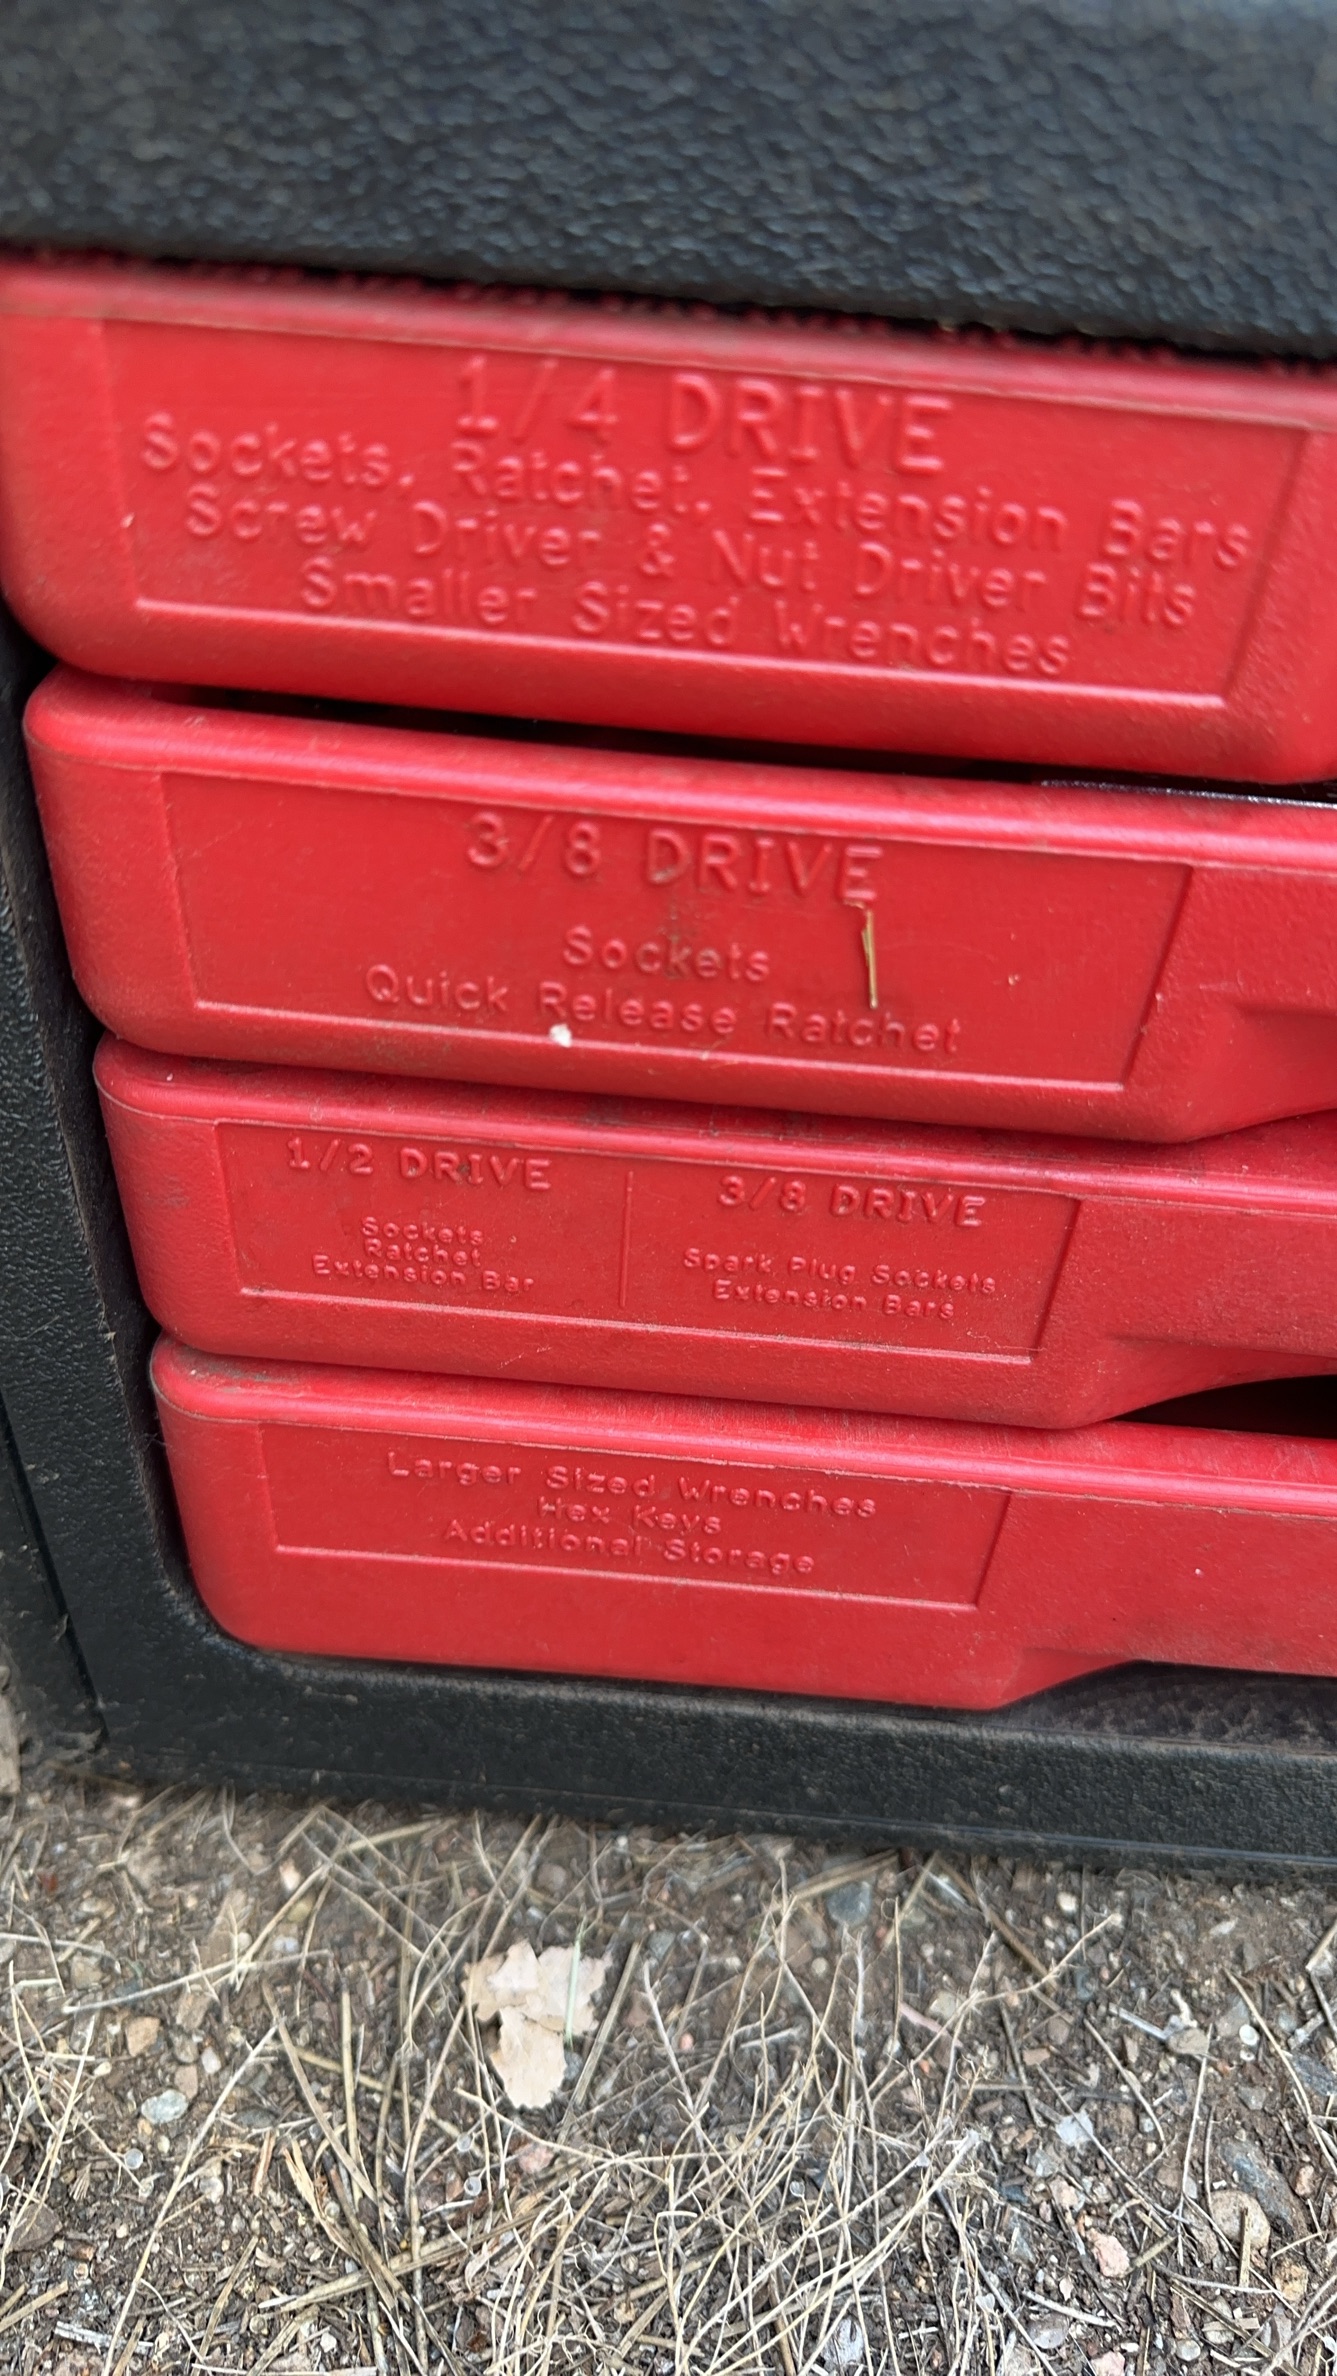 1/4 DRIVE
Sockets, Ratchet, Extension Bars
Screw Driver & Nut Driver Bits
Smaller Sized Wrenches
3/8 DRIVE
Sockets
Quick Release Ratchet
1/2 DRIVE
Sockets
Ratchet
Extension Bar
3/8 DRIVE
Spark Plug Sockets
Extension Bars
Larger Sized Wrenches
Hex Keys
Additional Storage